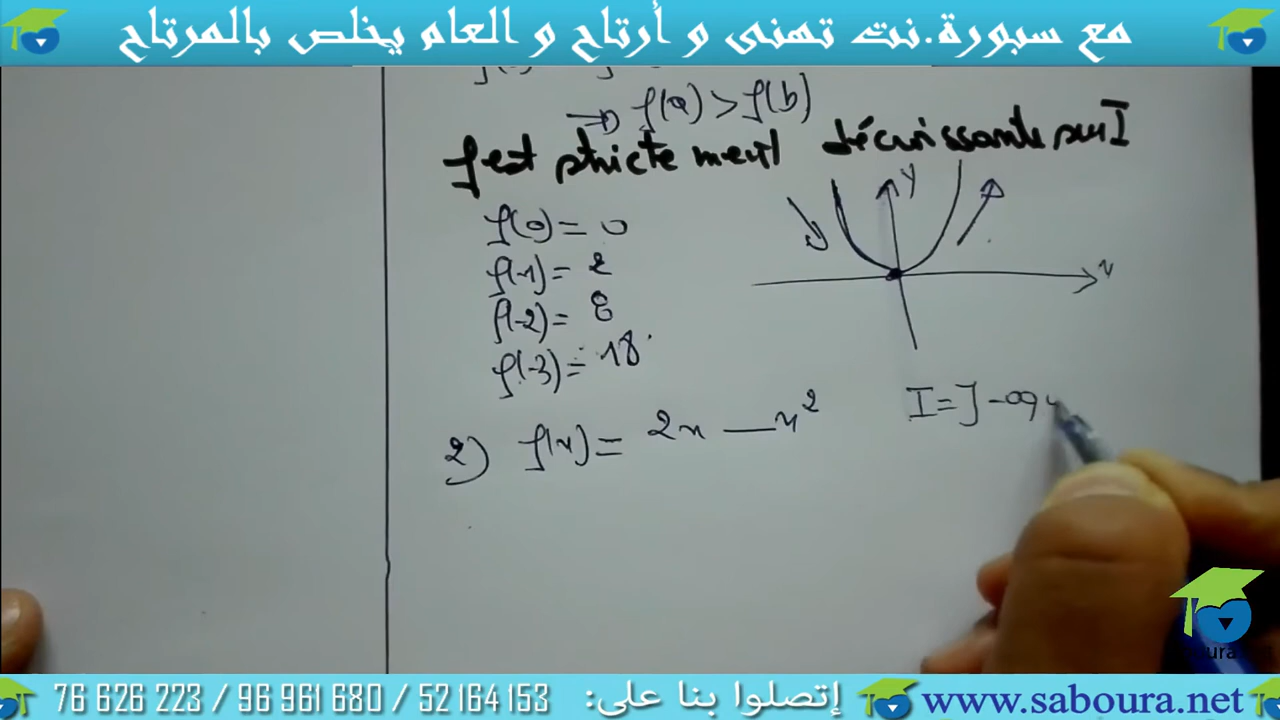 مع سبورة.نت تهنى و أرتاح و العام يخلص بالمرتاح
⇒ f(a) > f(b)
f est strictement décroissante sur I
y
f(0) = 0
f(-1) = 2
x
f(-2) = 8
f(-3) = 18
I = ]-∞,
2) f(x) = 2x - x²
76 626 223 / 96 961 680 / 52 164 153 إتصلوا بنا على: www.saboura.net